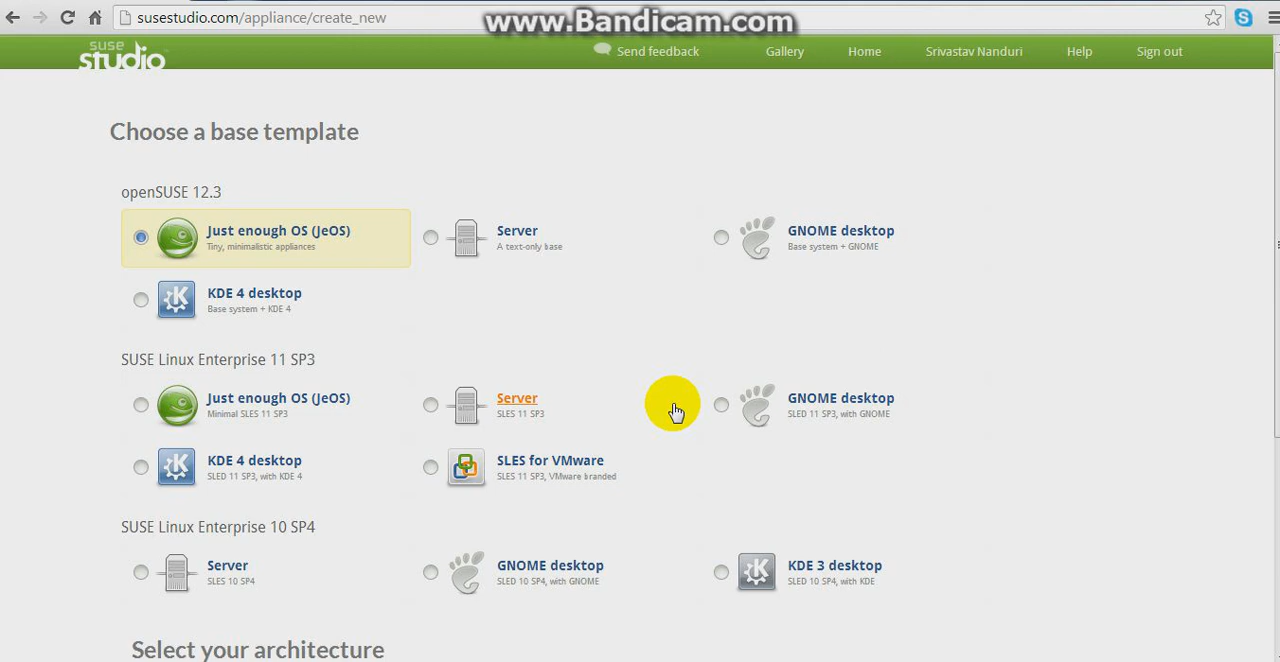 susestudio.com/appliance/create_new
www.Bandicam.com
suse studio
Send feedback
Gallery
Home
Srivastav Nanduri
Help
Sign out
Choose a base template
openSUSE 12.3
Just enough OS (JeOS)
Tiny, minimalistic appliances
Server
A text-only base
GNOME desktop
Base system + GNOME
KDE 4 desktop
Base system + KDE 4
SUSE Linux Enterprise 11 SP3
Just enough OS (JeOS)
Minimal SLES 11 SP3
Server
SLES 11 SP3
GNOME desktop
SLED 11 SP3, with GNOME
KDE 4 desktop
SLED 11 SP3, with KDE 4
SLES for VMware
SLES 11 SP3, VMware branded
SUSE Linux Enterprise 10 SP4
Server
SLES 10 SP4
GNOME desktop
SLED 10 SP4, with GNOME
KDE 3 desktop
SLED 10 SP4, with KDE
Select your architecture